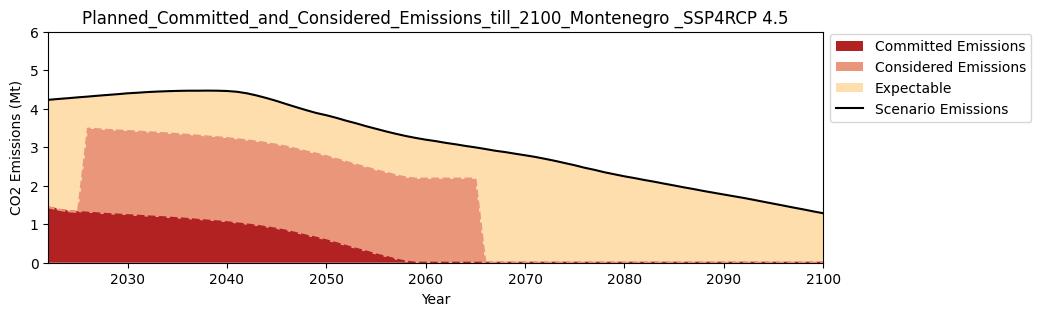 Planned_Committed_and_Considered_Emissions_till_2100_Montenegro _SSP4RCP 4.5
Committed Emissions
Considered Emissions
Expectable
Scenario Emissions
CO2 Emissions (Mt)
6
5
4
3
2
1
0
2030
2040
2050
2060
2070
2080
2090
2100
Year